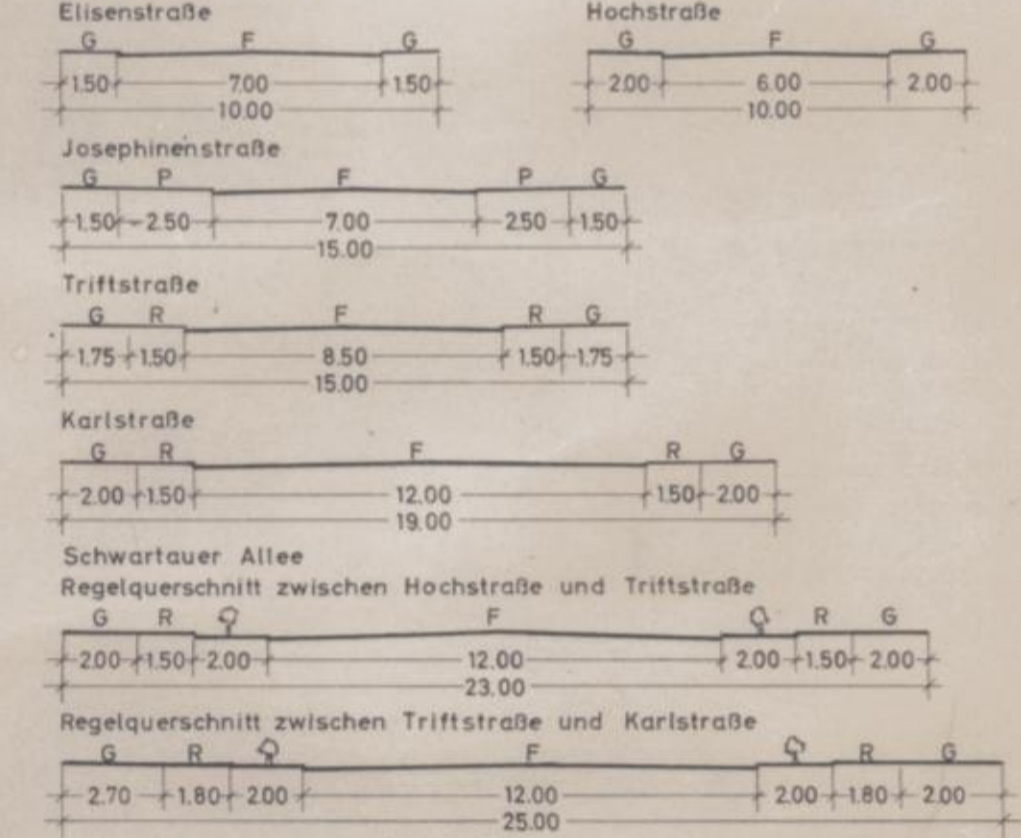 Elisenstraße
G F G
1.50 7.00 1.50
10.00
Hochstraße
G F G
2.00 6.00 2.00
10.00
Josephinenstraße
G P F P G
1.50 2.50 7.00 2.50 1.50
15.00
Triftstraße
G R F R G
1.75 1.50 8.50 1.50 1.75
15.00
Karlstraße
G R F R G
2.00 1.50 12.00 1.50 2.00
19.00
Schwartauer Allee
Regelquerschnitt zwischen Hochstraße und Triftstraße
G R F R G
2.00 1.50 2.00 12.00 2.00 1.50 2.00
23.00
Regelquerschnitt zwischen Triftstraße und Karlstraße
G R F R G
2.70 1.80 2.00 12.00 2.00 1.80 2.00
25.00